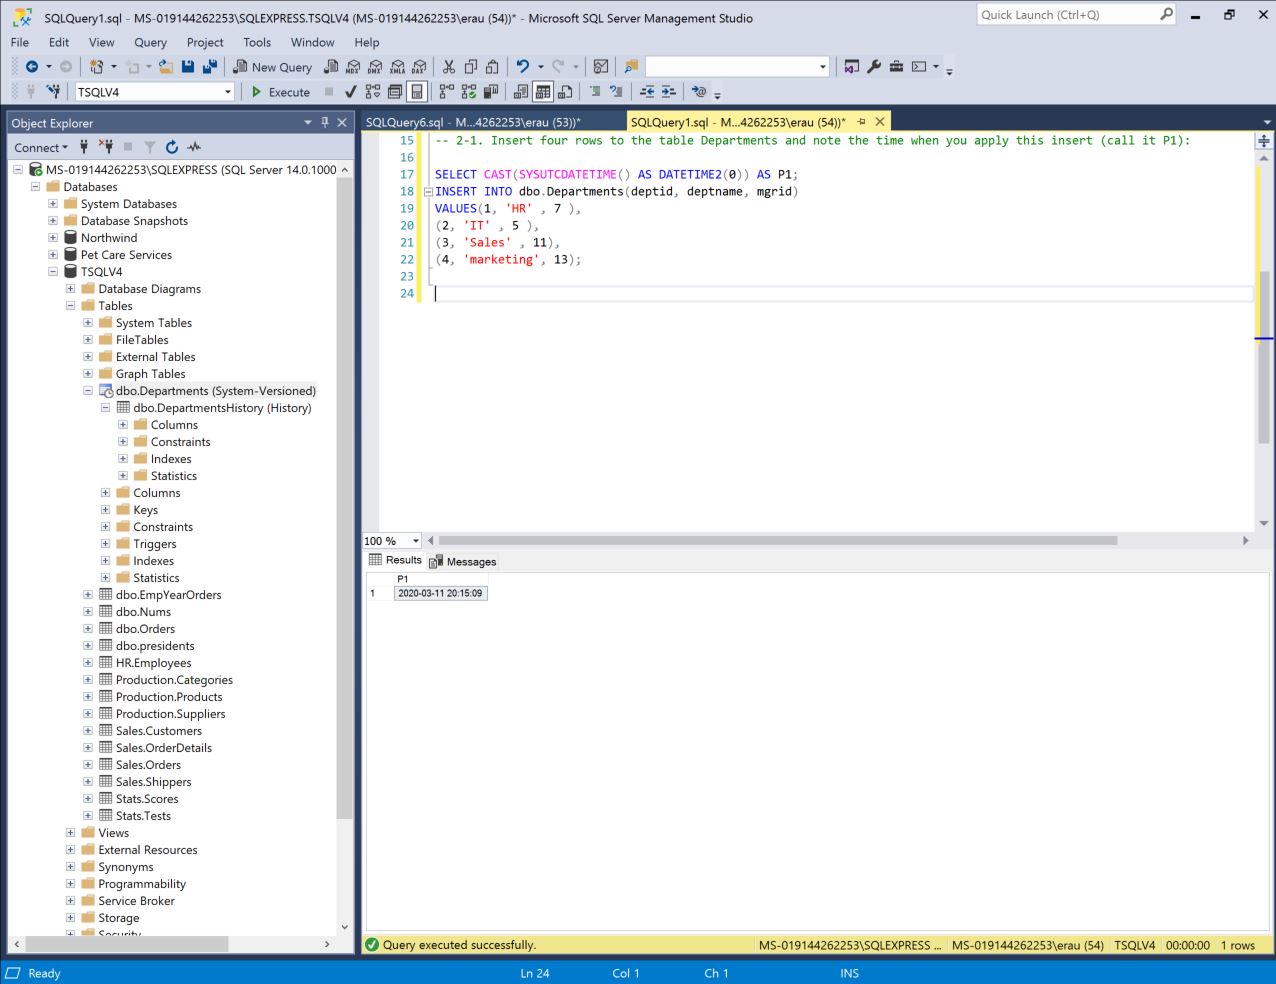 SQLQuery1.sql - MS-019144262253\SQLEXPRESS.TSQLV4 (MS-019144262253\erau (54))* - Microsoft SQL Server Management Studio
Quick Launch (Ctrl+Q)
File Edit View Query Project Tools Window Help
New Query
MDX DMX XMLA DAX
TSQLV4
Execute
Object Explorer
Connect
MS-019144262253\SQLEXPRESS (SQL Server 14.0.1000
Databases
System Databases
Database Snapshots
Northwind
Pet Care Services
TSQLV4
Database Diagrams
Tables
System Tables
FileTables
External Tables
Graph Tables
dbo.Departments (System-Versioned)
dbo.DepartmentsHistory (History)
Columns
Constraints
Indexes
Statistics
Columns
Keys
Constraints
Triggers
Indexes
Statistics
dbo.EmpYearOrders
dbo.Nums
dbo.Orders
dbo.presidents
HR.Employees
Production.Categories
Production.Products
Production.Suppliers
Sales.Customers
Sales.OrderDetails
Sales.Orders
Sales.Shippers
Stats.Scores
Stats.Tests
Views
External Resources
Synonyms
Programmability
Service Broker
Storage
Security
SQLQuery6.sql - M...4262253\erau (53))*
SQLQuery1.sql - M...4262253\erau (54))*
15 -- 2-1. Insert four rows to the table Departments and note the time when you apply this insert (call it P1):
16
17 SELECT CAST(SYSUTCDATETIME() AS DATETIME2(0)) AS P1;
18 INSERT INTO dbo.Departments(deptid, deptname, mgrid)
19 VALUES(1, 'HR' , 7 ),
20 (2, 'IT' , 5 ),
21 (3, 'Sales' , 11),
22 (4, 'marketing', 13);
23
24
100 %
Results Messages
P1
1 2020-03-11 20:15:09
Query executed successfully.
MS-019144262253\SQLEXPRESS ... MS-019144262253\erau (54) TSQLV4 00:00:00 1 rows
Ready Ln 24 Col 1 Ch 1 INS